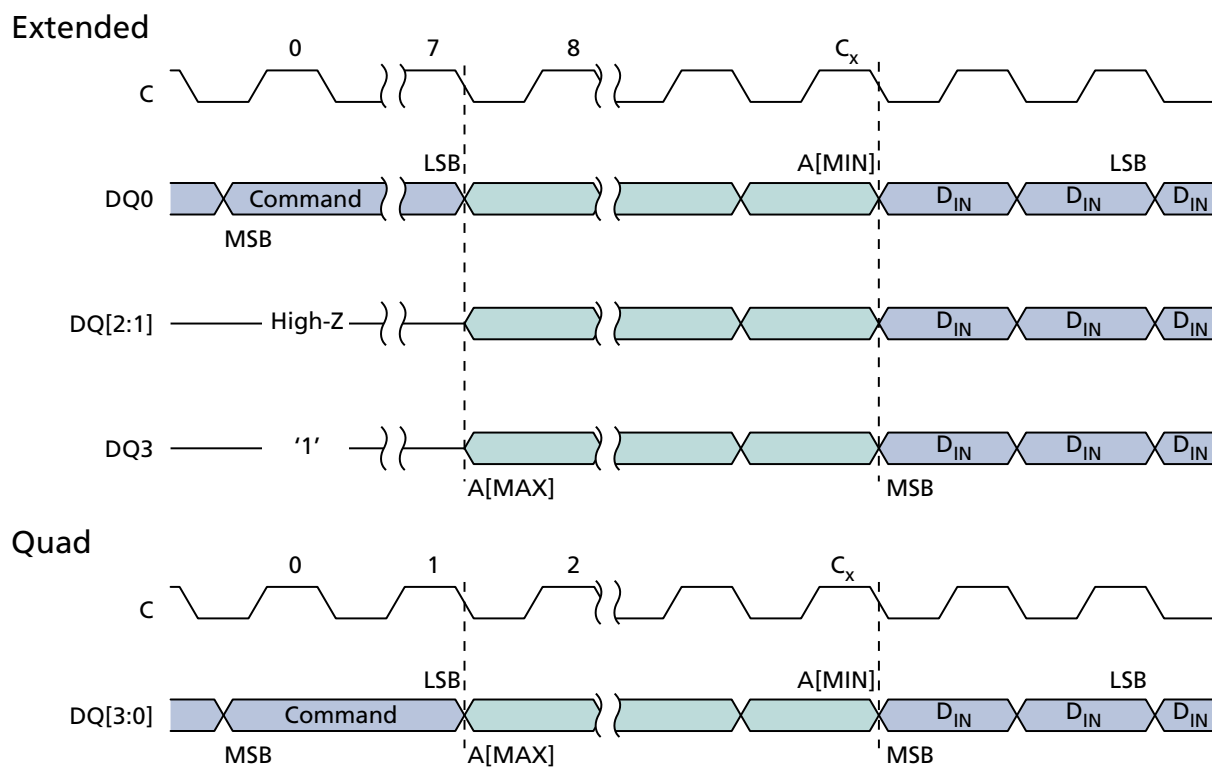 Extended
0 7 8 Cx
C
LSB A[MIN] LSB
DQ0 Command DIN DIN DIN
MSB
DQ[2:1] High-Z DIN DIN DIN
DQ3 ‘1’ DIN DIN DIN
A[MAX] MSB
Quad
0 1 2 Cx
C
LSB A[MIN] LSB
DQ[3:0] Command DIN DIN DIN
MSB A[MAX] MSB